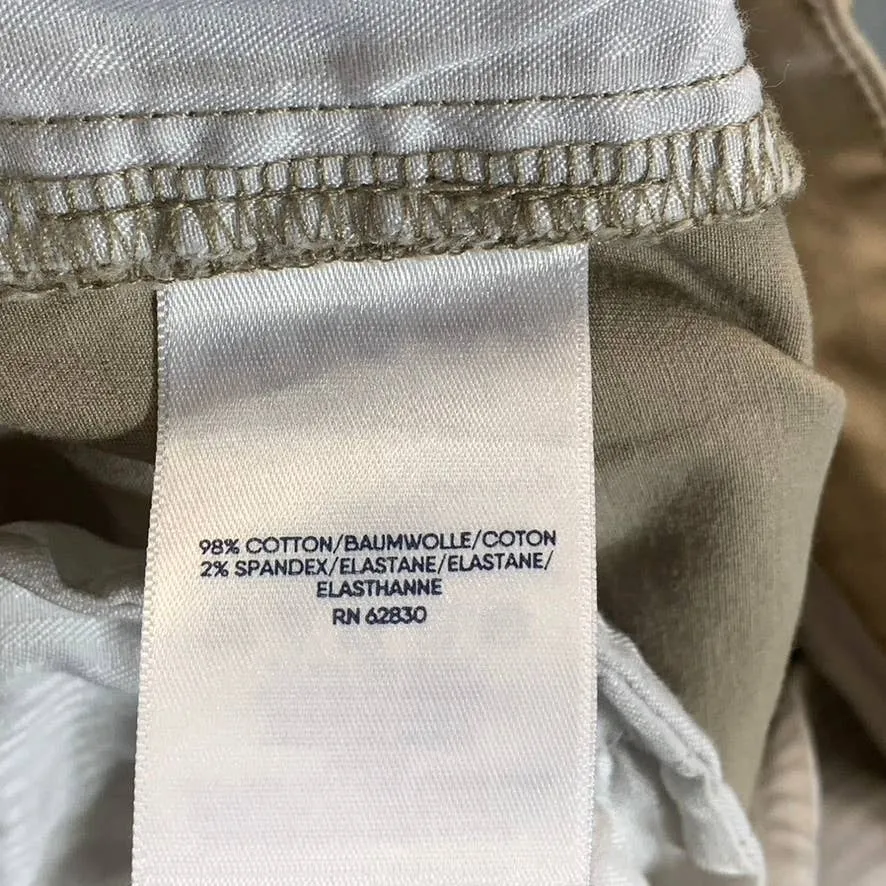 98% COTTON/BAUMWOLLE/COTON
2% SPANDEX/ELASTANE/ELASTANE/
ELASTHANNE
RN 62830